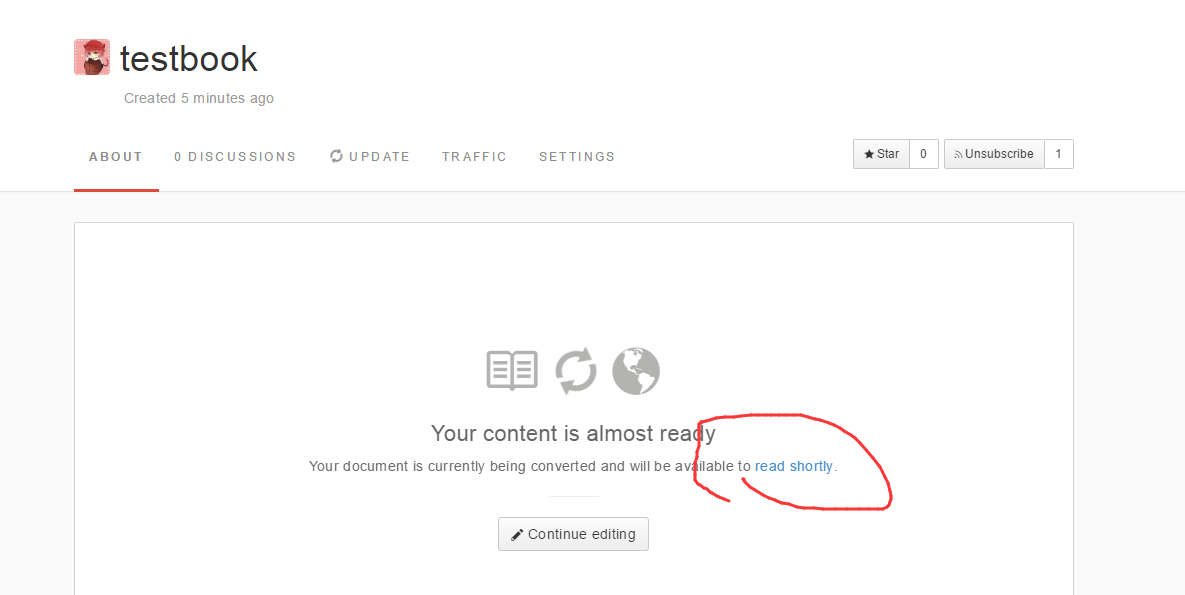 testbook
Created 5 minutes ago
ABOUT 0 DISCUSSIONS UPDATE TRAFFIC SETTINGS Star 0 Unsubscribe 1
Your content is almost ready
Your document is currently being converted and will be available to read shortly.
Continue editing